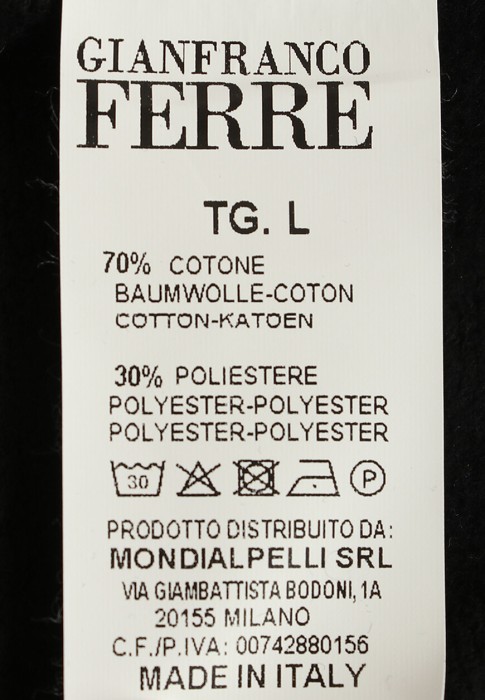 GIANFRANCO
FERRE
TG. L
70% COTONE
BAUMWOLLE-COTON
COTTON-KATOEN
30% POLIESTERE
POLYESTER-POLYESTER
POLYESTER-POLYESTER
30 P
PRODOTTO DISTRIBUITO DA:
MONDIALPELLI SRL
VIA GIAMBATTISTA BODONI, 1A
20155 MILANO
C.F./P.IVA: 00742880156
MADE IN ITALY